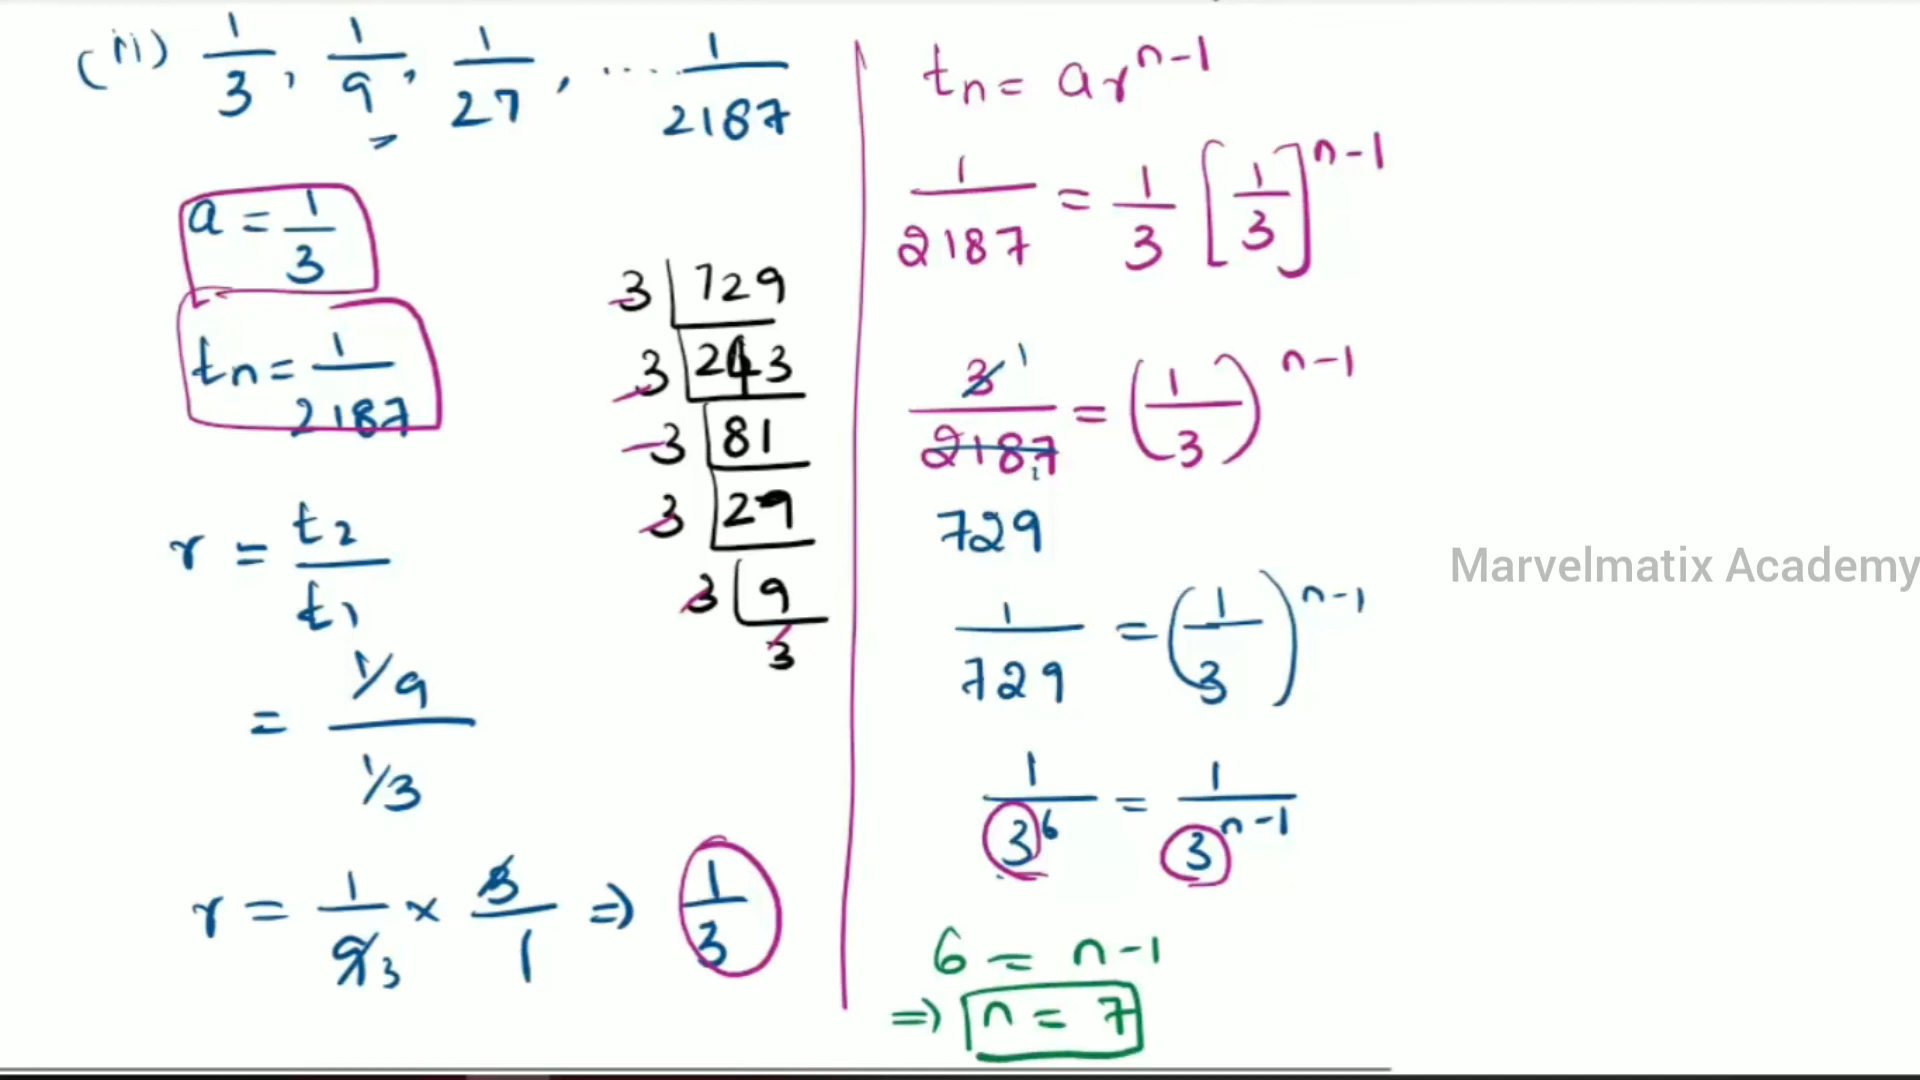 (ii) 1/3, 1/9, 1/27, ... 1/2187
=
a = 1/3
tn = 1/2187
r = t2/t1
= 1/9 / 1/3
r = 1/9 3 × 3/1 ⇒ 1/3
3 | 729
3 | 243
3 | 81
3 | 27
3 | 9
3
tn = ar^n-1
1/2187 = 1/3 [1/3]^n-1
3 1/2187 = (1/3)^n-1
729
1/729 = (1/3)^n-1
1/3^6 = 1/3^n-1
6 = n-1
⇒ n = 7
Marvelmatix Academy